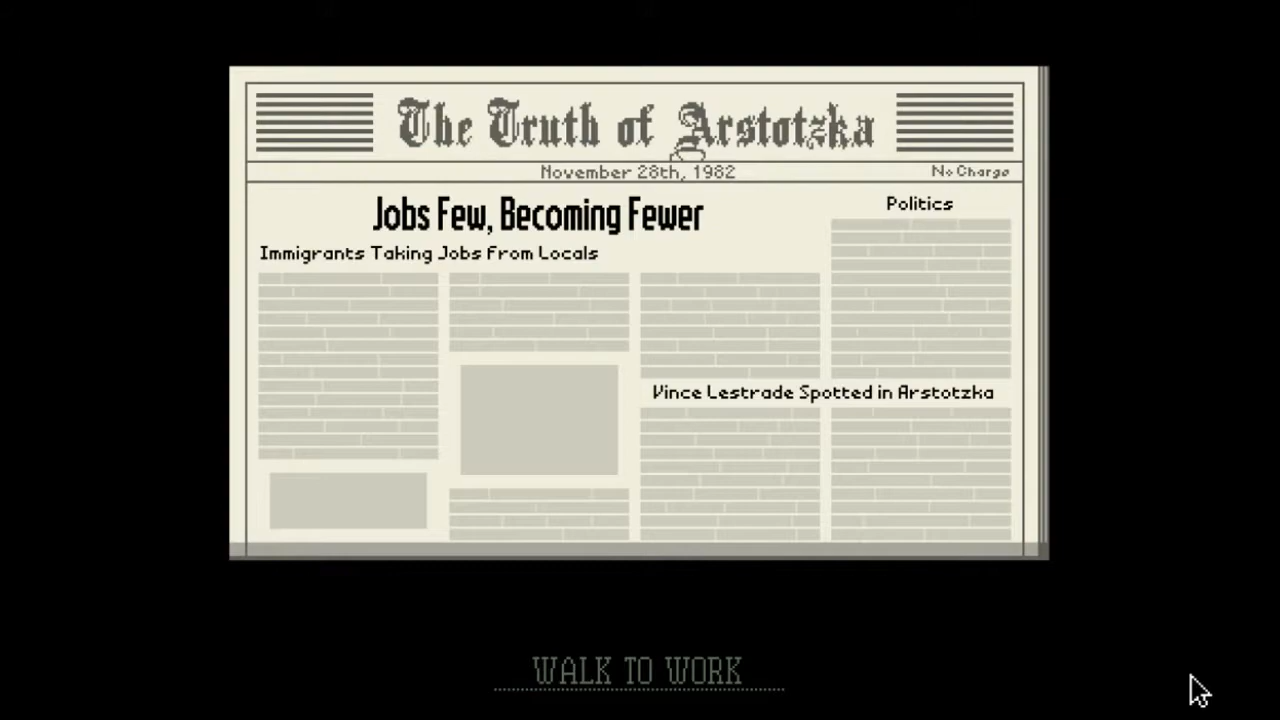 The Truth of Arstotzka
November 28th, 1982
No Charge
Jobs Few, Becoming Fewer
Immigrants Taking Jobs From Locals
Politics
Vince Lestrade Spotted in Arstotzka
WALK TO WORK